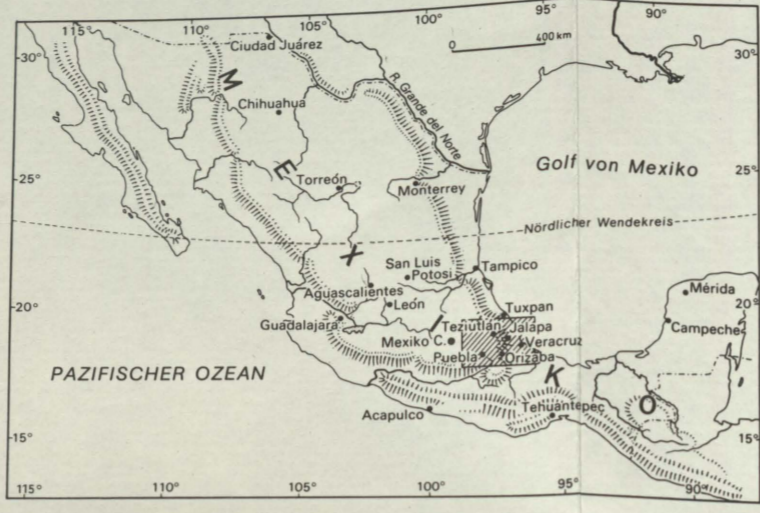 115° 110° 105° 100° 95° 90°
30° 30°
Ciudad Juárez
0 400 km
M
R. Grande del Norte
Chihuahua
E
Golf von Mexiko
25° 25°
Torreón
Monterrey
Nördlicher Wendekreis
X
San Luis
Potosi
Tampico
Aguascalientes
Mérida
León
20° 20°
Tuxpan
Guadalajara
Teziutlán Jalapa
Campeche
Mexiko C.
Veracruz
Puebla
Orizaba
I
PAZIFISCHER OZEAN
K
O
Tehuantepec
Acapulco
15° 15°
115° 110° 105° 100° 95° 90°